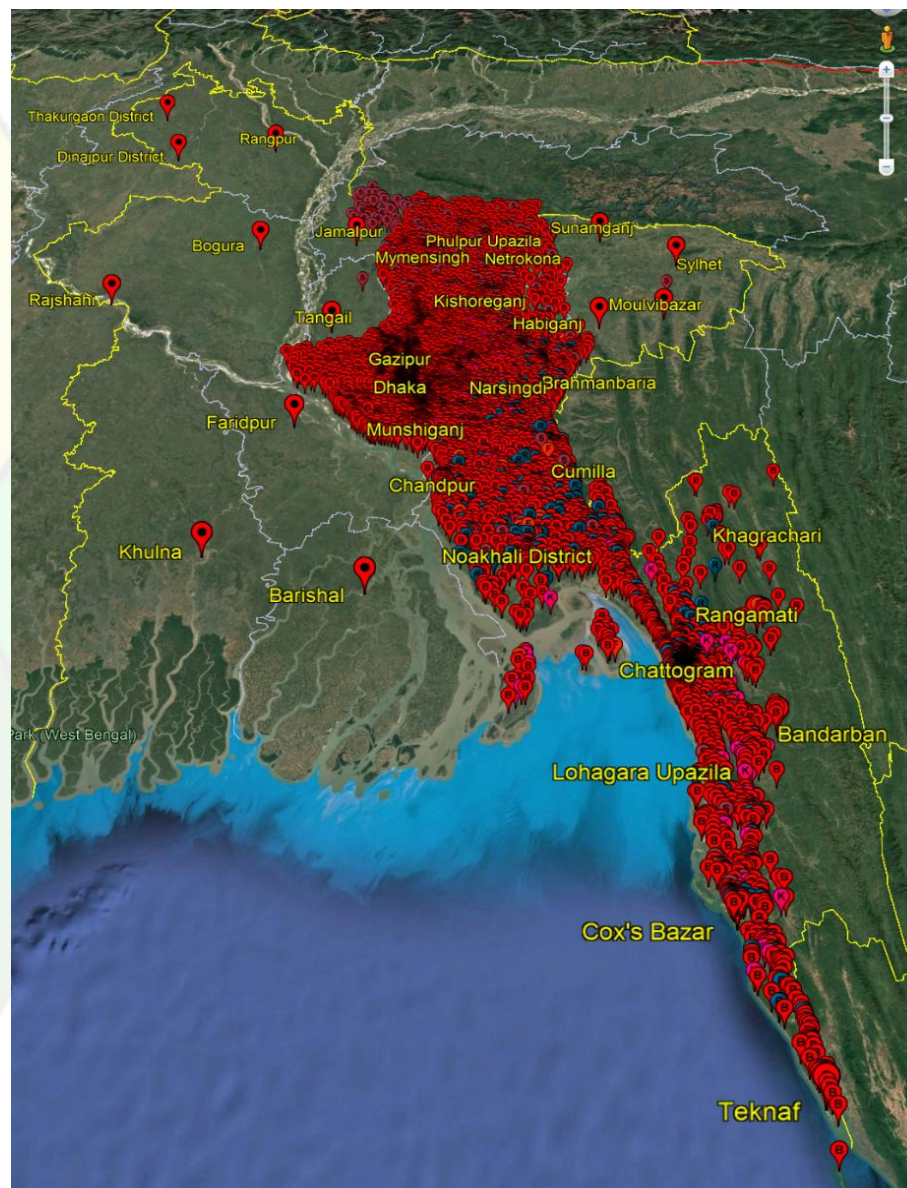 Thakurgaon District
Dinajpur District
Rangpur
Bogura
Jamalpur
Phulpur Upazila
Sunamganj
Mymensingh
Netrokona
Sylhet
Rajshahi
Kishoreganj
Moulvibazar
Tangail
Habiganj
Gazipur
Dhaka
Narsingdi
Brahmanbaria
Faridpur
Munshiganj
Chandpur
Cumilla
Khulna
Noakhali District
Khagrachari
Barishal
Rangamati
Chattogram
Park (West Bengal)
Bandarban
Lohagara Upazila
Cox's Bazar
Teknaf